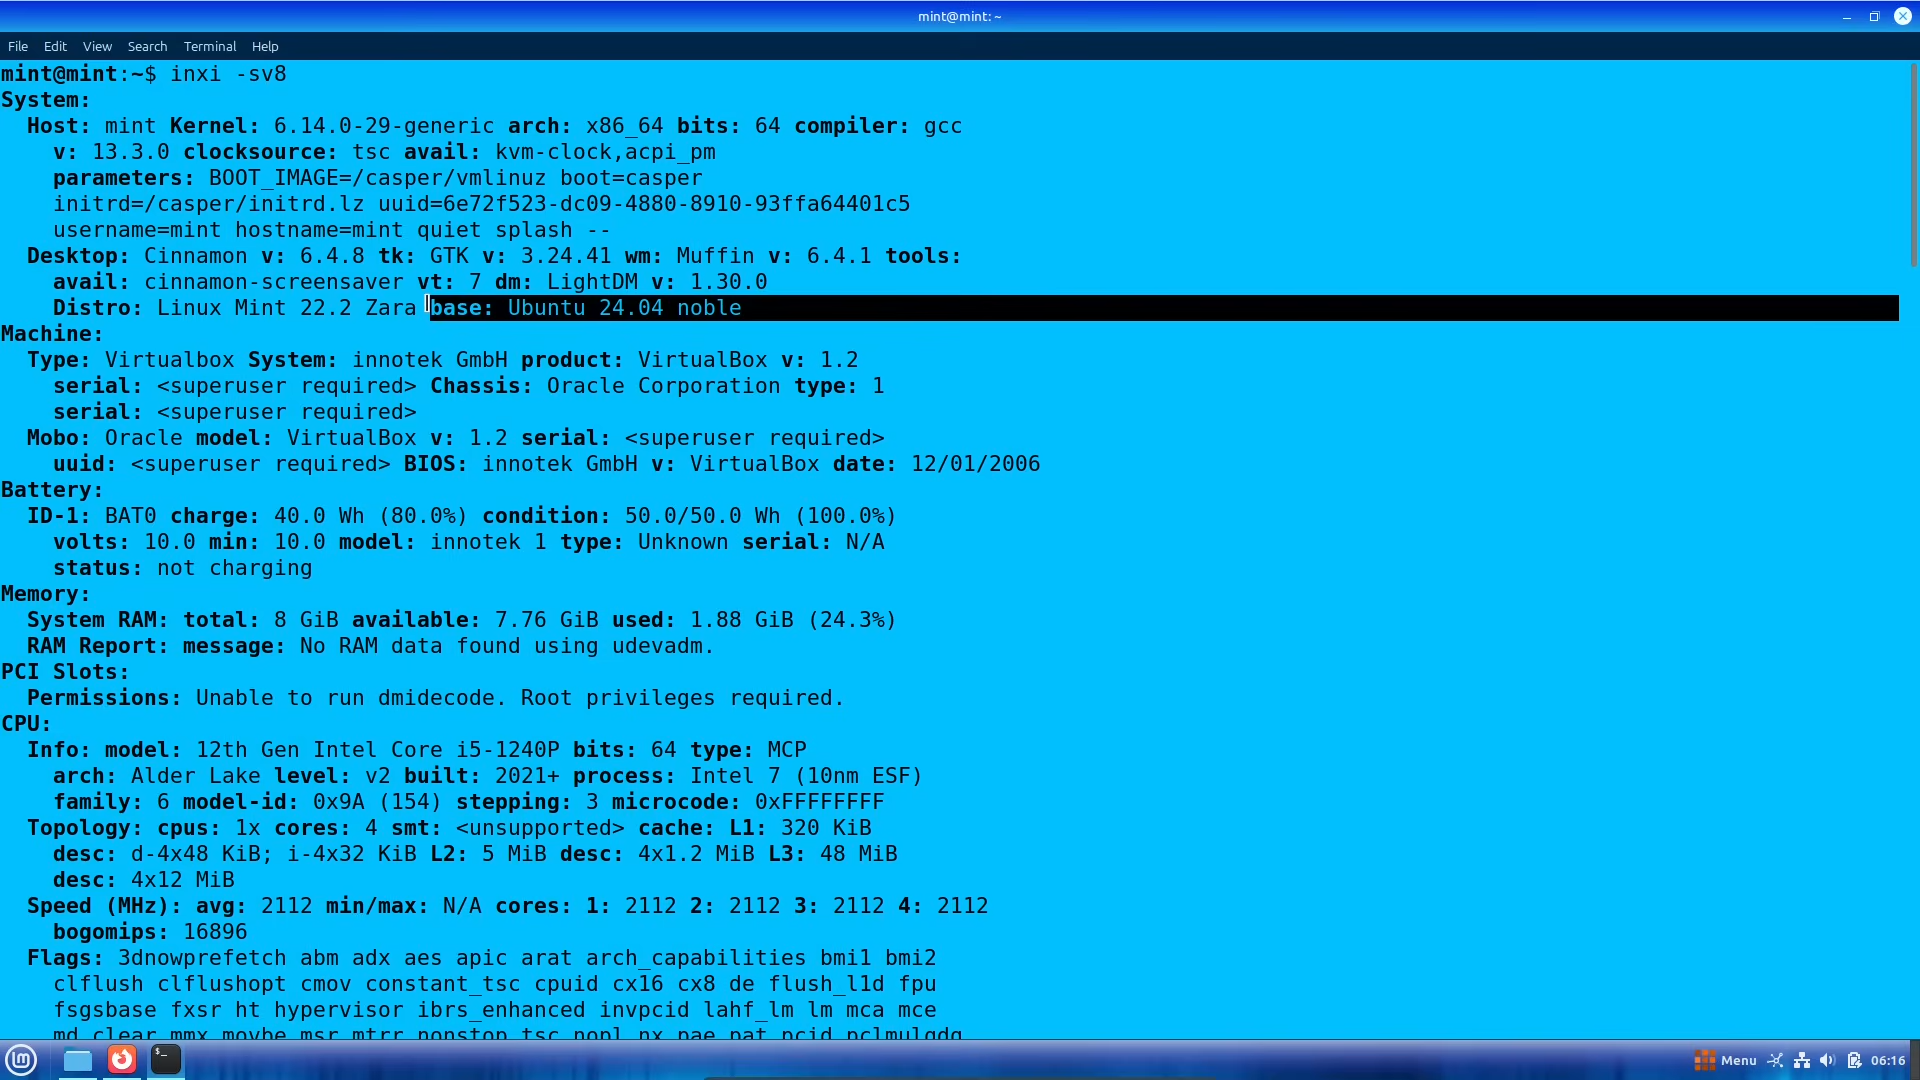 mint@mint: ~
File Edit View Search Terminal Help
mint@mint:~$ inxi -sv8
System:
Host: mint Kernel: 6.14.0-29-generic arch: x86_64 bits: 64 compiler: gcc
v: 13.3.0 clocksource: tsc avail: kvm-clock,acpi_pm
parameters: BOOT_IMAGE=/casper/vmlinuz boot=casper
initrd=/casper/initrd.lz uuid=6e72f523-dc09-4880-8910-93ffa64401c5
username=mint hostname=mint quiet splash --
Desktop: Cinnamon v: 6.4.8 tk: GTK v: 3.24.41 wm: Muffin v: 6.4.1 tools:
avail: cinnamon-screensaver vt: 7 dm: LightDM v: 1.30.0
Distro: Linux Mint 22.2 Zara base: Ubuntu 24.04 noble
Machine:
Type: Virtualbox System: innotek GmbH product: VirtualBox v: 1.2
serial: <superuser required> Chassis: Oracle Corporation type: 1
serial: <superuser required>
Mobo: Oracle model: VirtualBox v: 1.2 serial: <superuser required>
uuid: <superuser required> BIOS: innotek GmbH v: VirtualBox date: 12/01/2006
Battery:
ID-1: BAT0 charge: 40.0 Wh (80.0%) condition: 50.0/50.0 Wh (100.0%)
volts: 10.0 min: 10.0 model: innotek 1 type: Unknown serial: N/A
status: not charging
Memory:
System RAM: total: 8 GiB available: 7.76 GiB used: 1.88 GiB (24.3%)
RAM Report: message: No RAM data found using udevadm.
PCI Slots:
Permissions: Unable to run dmidecode. Root privileges required.
CPU:
Info: model: 12th Gen Intel Core i5-1240P bits: 64 type: MCP
arch: Alder Lake level: v2 built: 2021+ process: Intel 7 (10nm ESF)
family: 6 model-id: 0x9A (154) stepping: 3 microcode: 0xFFFFFFFF
Topology: cpus: 1x cores: 4 smt: <unsupported> cache: L1: 320 KiB
desc: d-4x48 KiB; i-4x32 KiB L2: 5 MiB desc: 4x1.2 MiB L3: 48 MiB
desc: 4x12 MiB
Speed (MHz): avg: 2112 min/max: N/A cores: 1: 2112 2: 2112 3: 2112 4: 2112
bogomips: 16896
Flags: 3dnowprefetch abm adx aes apic arat arch_capabilities bmi1 bmi2
clflush clflushopt cmov constant_tsc cpuid cx16 cx8 de flush_l1d fpu
fsgsbase fxsr ht hypervisor ibrs_enhanced invpcid lahf_lm lm mca mce
md_clear mmx movbe msr mtrr nonstop_tsc nopl nx pae pat pcid pclmulqdq
Menu 06:16